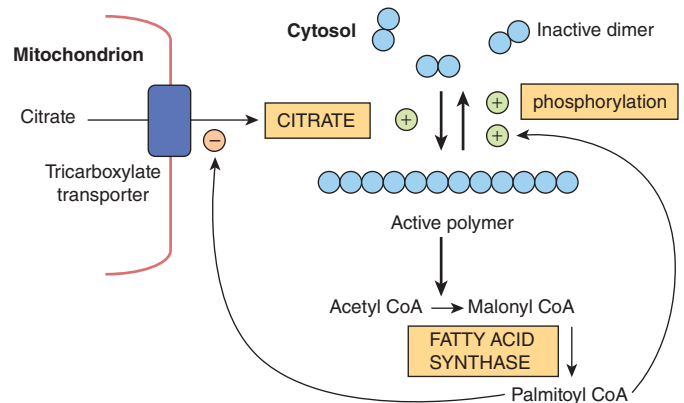 Cytosol
Inactive dimer
Mitochondrion
Citrate
CITRATE
+
+
phosphorylation
+
−
Tricarboxylate
transporter
Active polymer
Acetyl CoA
Malonyl CoA
FATTY ACID
SYNTHASE
Palmitoyl CoA